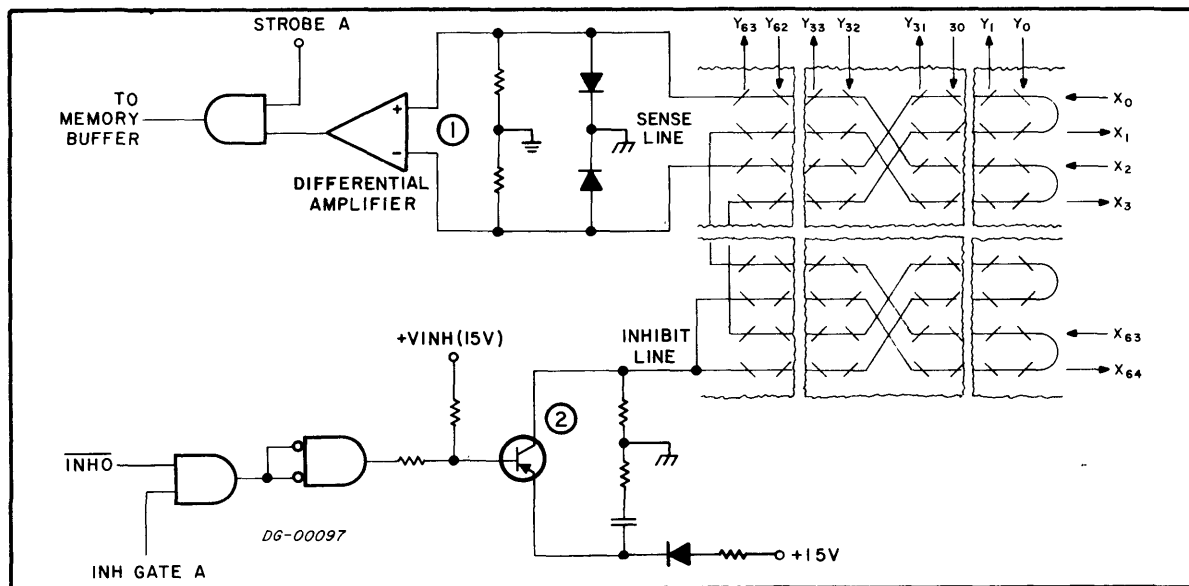 STROBE A
Y63 Y62 Y33 Y32 Y31 30 Y1 Y0
TO
MEMORY
BUFFER
+
-
1
DIFFERENTIAL
AMPLIFIER
SENSE
LINE
X0
X1
X2
X3
+VINH(15V)
INHIBIT
LINE
X63
X64
2
INHO
DG-00097
INH GATE A
+15V